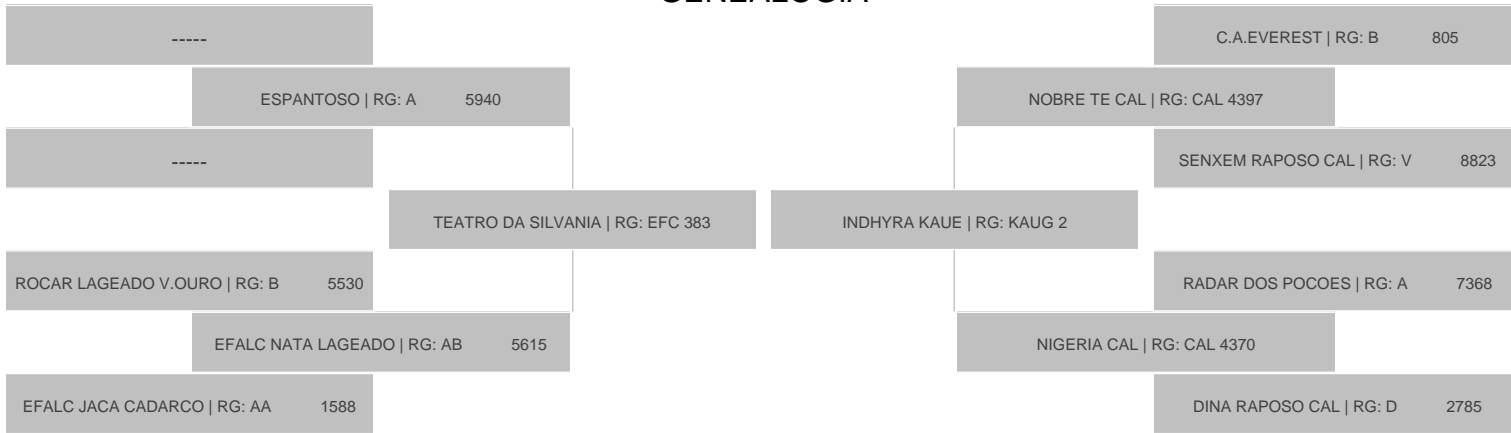 GENEALOGIA
-----
C.A.EVEREST | RG: B 805
ESPANTOSO | RG: A 5940
NOBRE TE CAL | RG: CAL 4397
-----
SENXEM RAPOSO CAL | RG: V 8823
TEATRO DA SILVANIA | RG: EFC 383
INDHYRA KAUE | RG: KAUG 2
ROCAR LAGEADO V.OURO | RG: B 5530
RADAR DOS POCOES | RG: A 7368
EFALC NATA LAGEADO | RG: AB 5615
NIGERIA CAL | RG: CAL 4370
EFALC JACA CADARCO | RG: AA 1588
DINA RAPOSO CAL | RG: D 2785